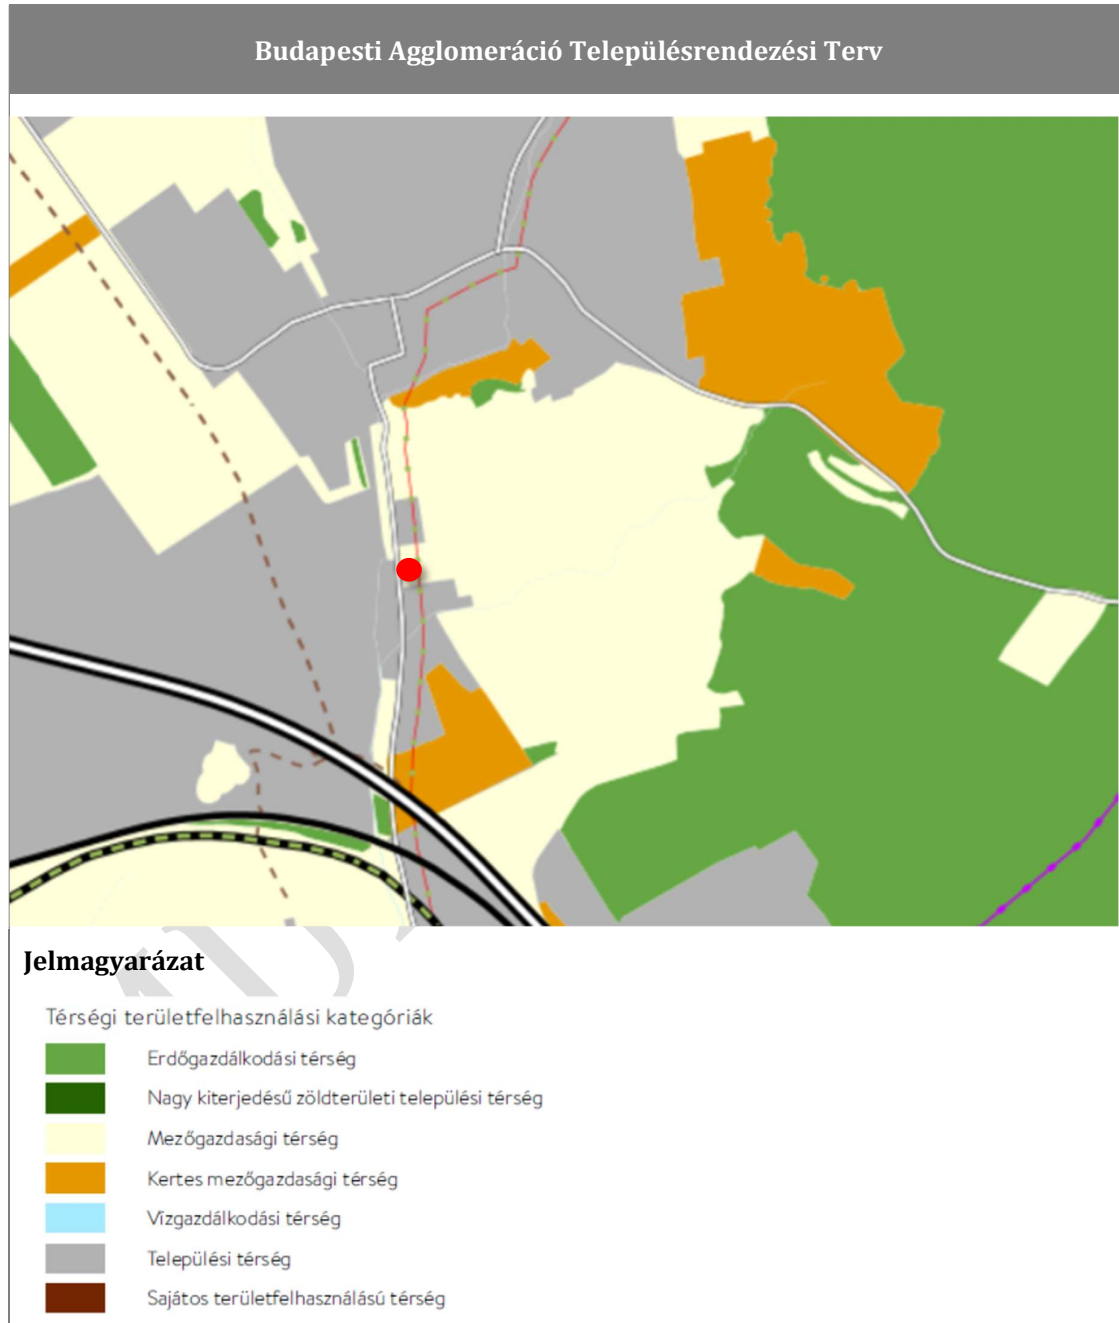 Budapesti Agglomeráció Településrendezési Terv
Jelmagyarázat
Térségi területfelhasználási kategóriák
Erdőgazdálkodási térség
Nagy kiterjedésű zöldterületi települési térség
Mezőgazdasági térség
Kertes mezőgazdasági térség
Vízgazdálkodási térség
Települési térség
Sajátos területfelhasználású térség